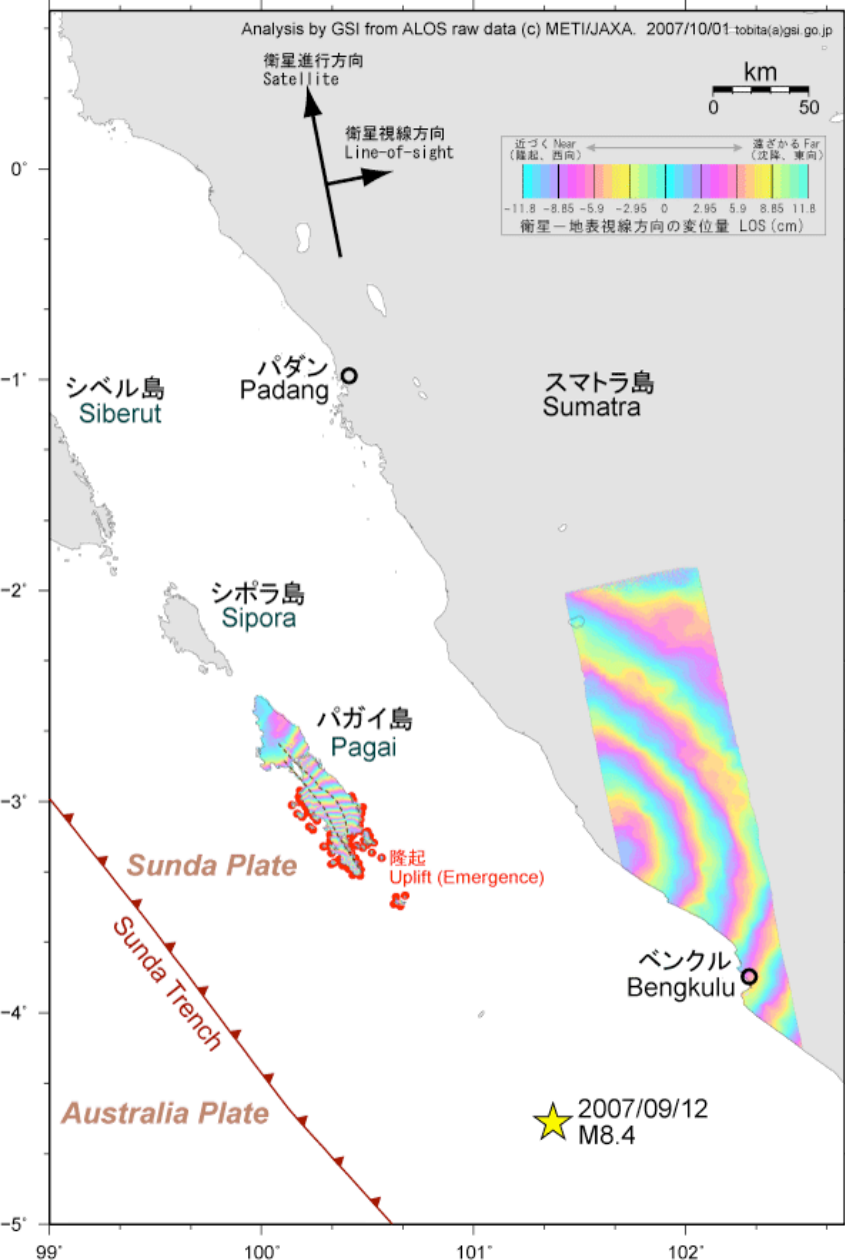 Analysis by GSI from ALOS raw data (c) METI/JAXA. 2007/10/01 tobita(a)gsi.go.jp
衛星進行方向
Satellite
衛星視線方向
Line-of-sight
km
0 50
近づく Near
(隆起、西向)
遠ざかる Far
(沈降、東向)
-11.8 -8.85 -5.9 -2.95 0 2.95 5.9 8.85 11.8
衛星－地表視線方向の変位量 LOS (cm)
0°
パダン
Padang
スマトラ島
Sumatra
-1°
シベル島
Siberut
-2°
シポラ島
Sipora
パガイ島
Pagai
-3°
隆起
Uplift (Emergence)
Sunda Plate
Sunda Trench
ベンクル
Bengkulu
-4°
Australia Plate
2007/09/12
M8.4
-5°
99° 100° 101° 102°